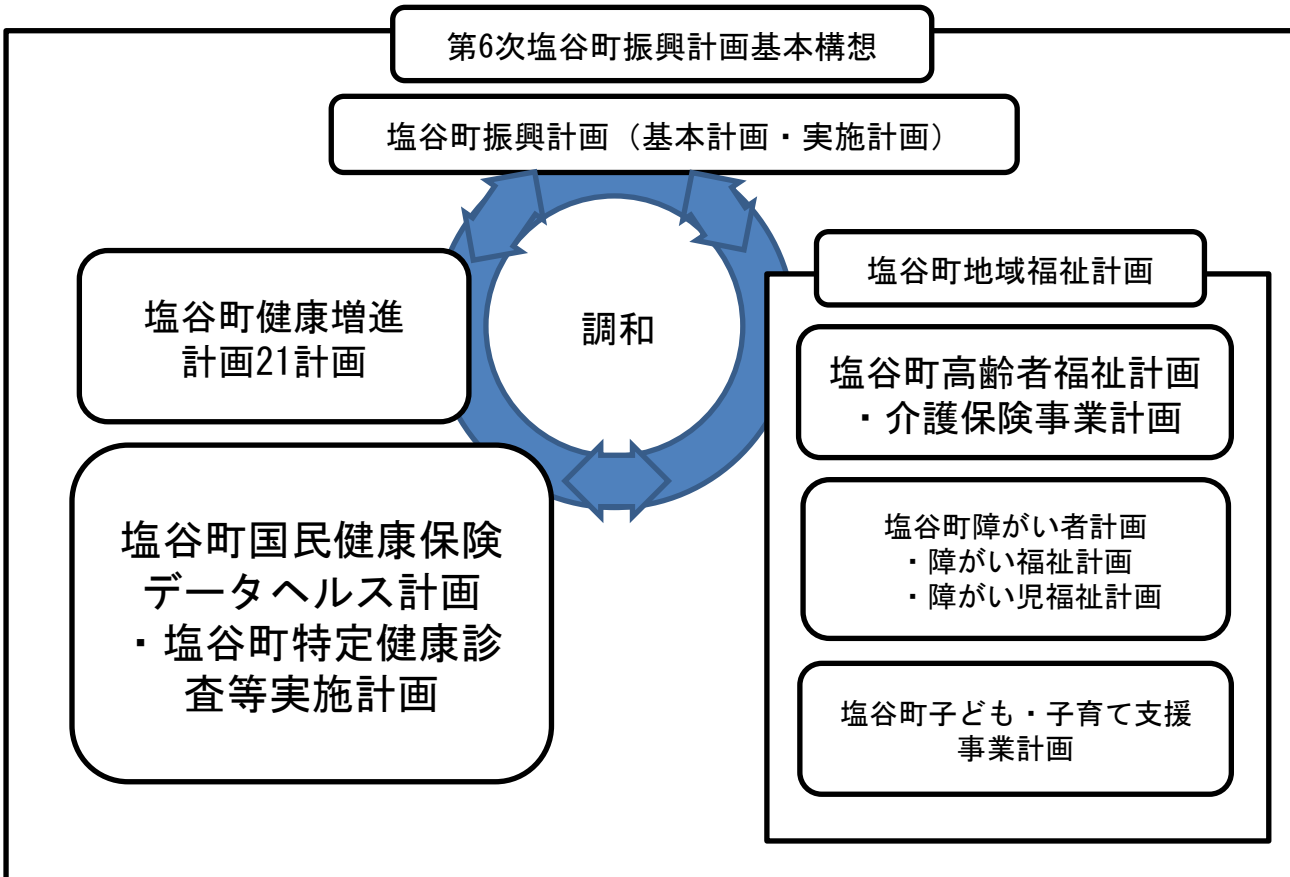 第6次塩谷町振興計画基本構想
塩谷町振興計画（基本計画・実施計画）
塩谷町健康増進
計画21計画
調和
塩谷町国民健康保険
データヘルス計画
・塩谷町特定健康診
査等実施計画
塩谷町地域福祉計画
塩谷町高齢者福祉計画
・介護保険事業計画
塩谷町障がい者計画
・障がい福祉計画
・障がい児福祉計画
塩谷町子ども・子育て支援
事業計画